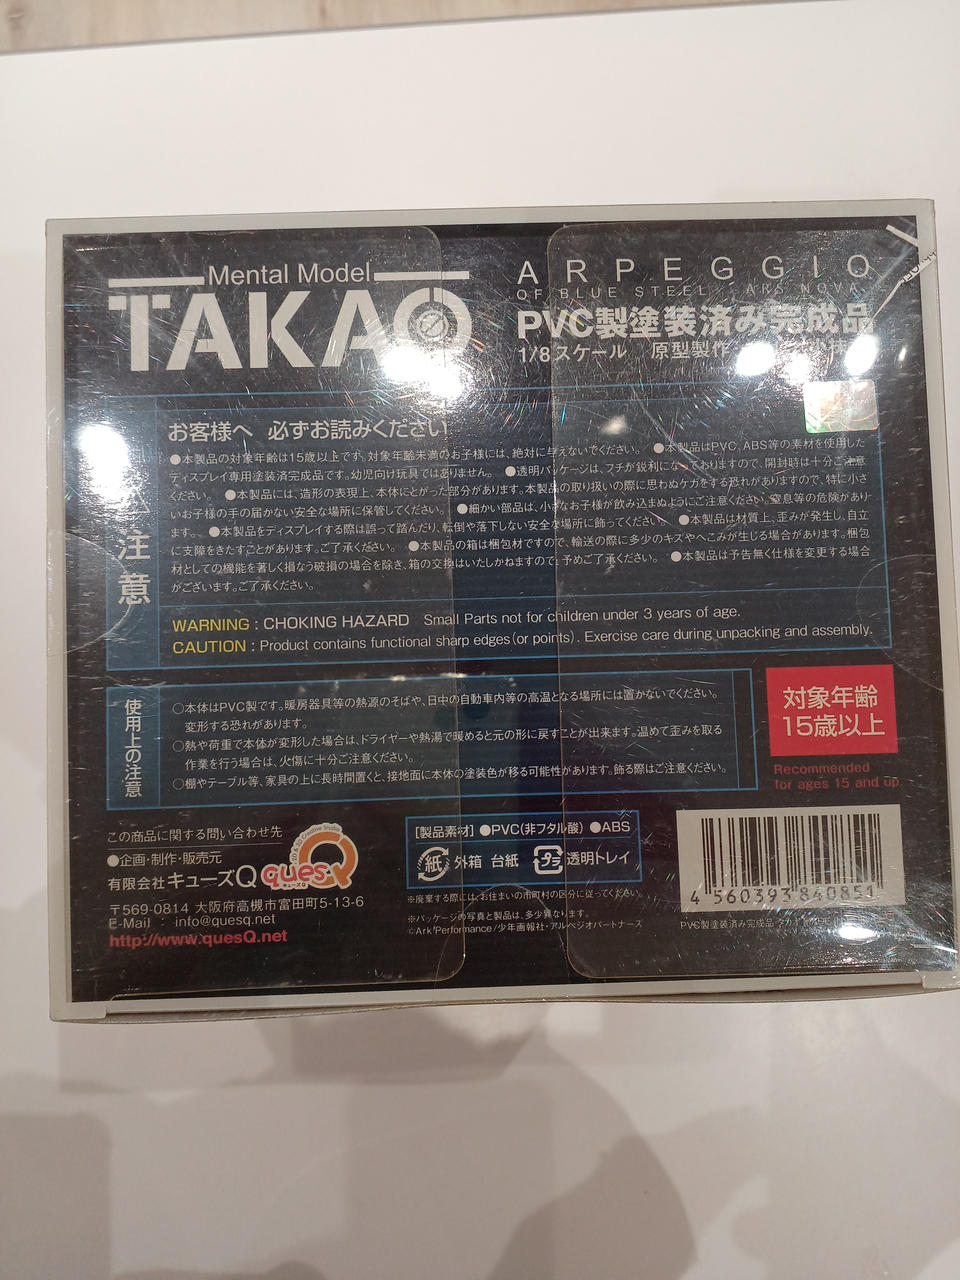 Mental Model
TAKAO
ARPEGGIO
OF BLUE STEEL ARS NOVA
PVC製塗装済み完成品
1/8スケール 原型製作
お客様へ 必ずお読みください
●本製品の対象年齢は15歳以上です。対象年齢未満のお子様には、絶対に与えないでください。 ●本製品はPVC、ABS等の素材を使用した
ディスプレイ専用塗装済完成品です。幼児向け玩具ではありません。 ●透明パッケージは、フチが鋭利になっておりますので、開封時は十分ご注意
ください。 ●本製品には、造形の表現上、本体にとがった部分があります。本製品の取り扱いの際に思わぬケガをする恐れがありますので、特に小さ
いお子様の手の届かない安全な場所に保管してください。 ●細かい部品は、小さなお子様が飲み込まぬようにご注意ください。窒息等の危険があり
ます。 ●本製品をディスプレイする際は誤って踏んだり、転倒や落下しない安全な場所に飾ってください。 ●本製品は材質上、歪みが発生し、自立
に支障をきたすことがあります。ご了承ください。 ●本製品の箱は梱包材ですので、輸送の際に多少のキズやへこみが生じる場合があります。梱包
材としての機能を著しく損なう破損の場合を除き、箱の交換はいたしかねますので、予めご了承ください。 ●本製品は予告無く仕様を変更する場合
がございます。ご了承ください。
注意
WARNING : CHOKING HAZARD Small Parts not for children under 3 years of age.
CAUTION : Product contains functional sharp edges(or points). Exercise care during unpacking and assembly.
使用上の注意
○本体はPVC製です。暖房器具等の熱源のそばや、日中の自動車内等の高温となる場所には置かないでください。
変形する恐れがあります。
○熱や荷重で本体が変形した場合は、ドライヤーや熱湯で暖めると元の形に戻すことが出来ます。温めて歪みを取る
作業を行う場合は、火傷に十分ご注意ください。
○棚やテーブル等、家具の上に長時間置くと、接地面に本体の塗装色が移る可能性があります。飾る際はご注意ください。
対象年齢
15歳以上
Recommended
for ages 15 and up.
この商品に関する問い合わせ先
●企画・制作・販売元
有限会社キューズQ
2D & 3D Creative Studio
quesQ
キューズQ
〒569-0814 大阪府高槻市富田町5-13-6
E-Mail : info@quesq.net
http://www.quesQ.net
【製品素材】●PVC(非フタル酸) ●ABS
紙 外箱 台紙 プラ 透明トレイ
※廃棄する際には、お住まいの市町村の区分に従ってください。
※パッケージの写真と製品は、多少異なります。
©Ark Performance/少年画報社・アルペジオパートナーズ
4 560393 840851
PVC製塗装済み完成品 タカオ